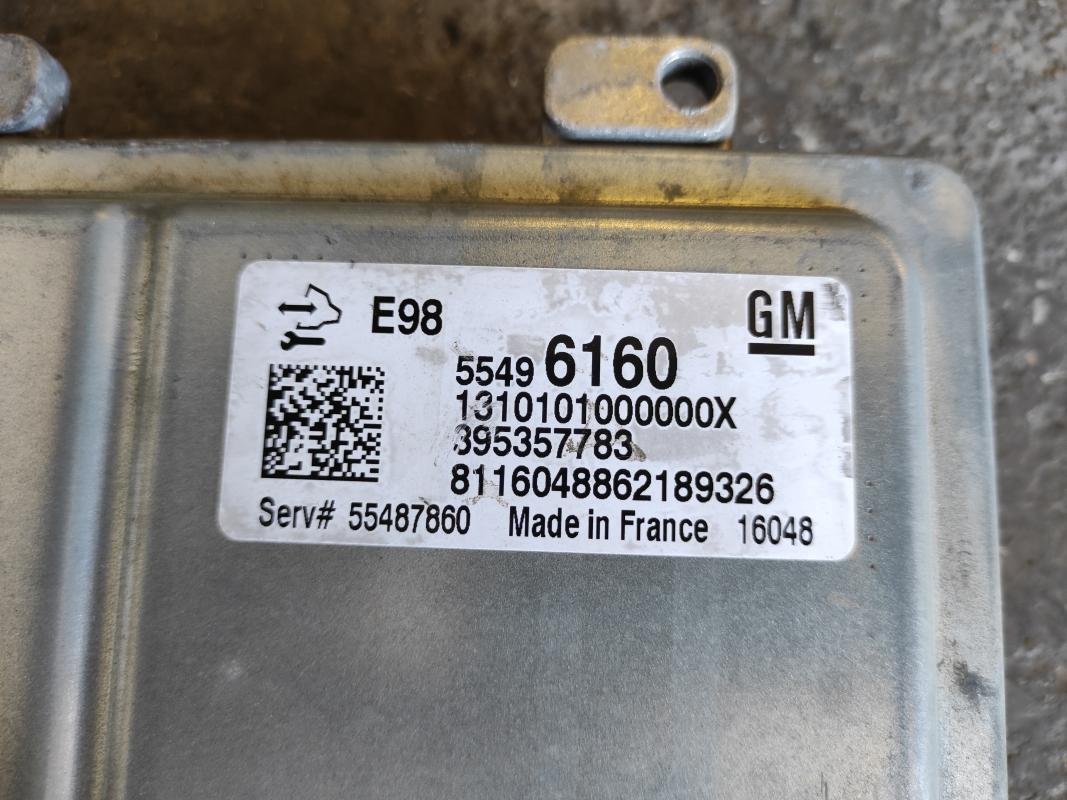 E98
GM
5549 6160
1310101000000X
395357783
8116048862189326
Serv# 55487860 Made in France 16048